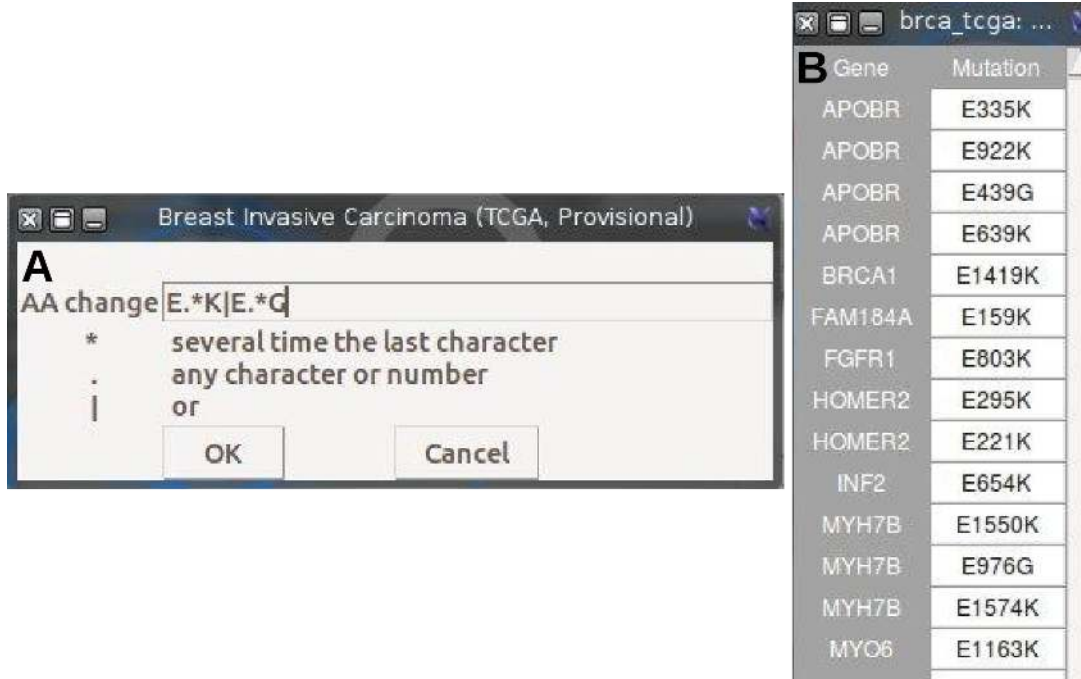 Breast Invasive Carcinoma (TCGA, Provisional)
A
AA change E.*K|E.*G
* several time the last character
. any character or number
| or
OK Cancel
brca_tcga: ...
B Gene Mutation
APOBR E335K
APOBR E922K
APOBR E439G
APOBR E639K
BRCA1 E1419K
FAM184A E159K
FGFR1 E803K
HOMER2 E295K
HOMER2 E221K
INF2 E654K
MYH7B E1550K
MYH7B E976G
MYH7B E1574K
MYO6 E1163K